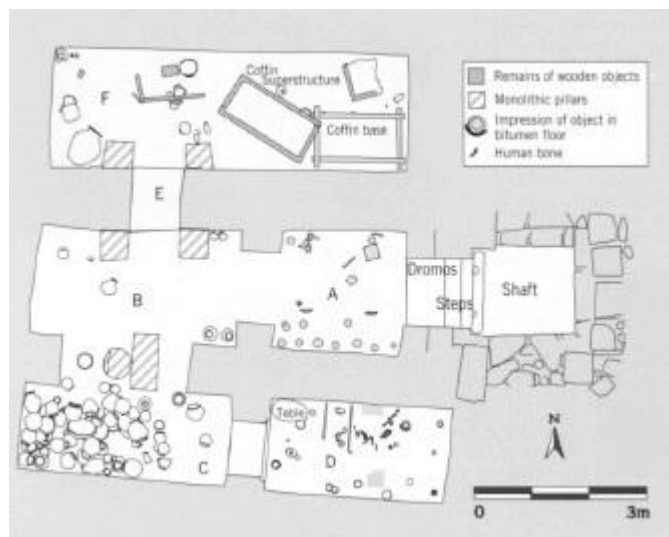 Coffin
Superstructure
F
Coffin base
Remains of wooden objects
Monolithic pillars
Impression of object in
bitumen floor
Human bone
E
B
A
Dromos
Steps
Shaft
Table
C
D
N
0
3m